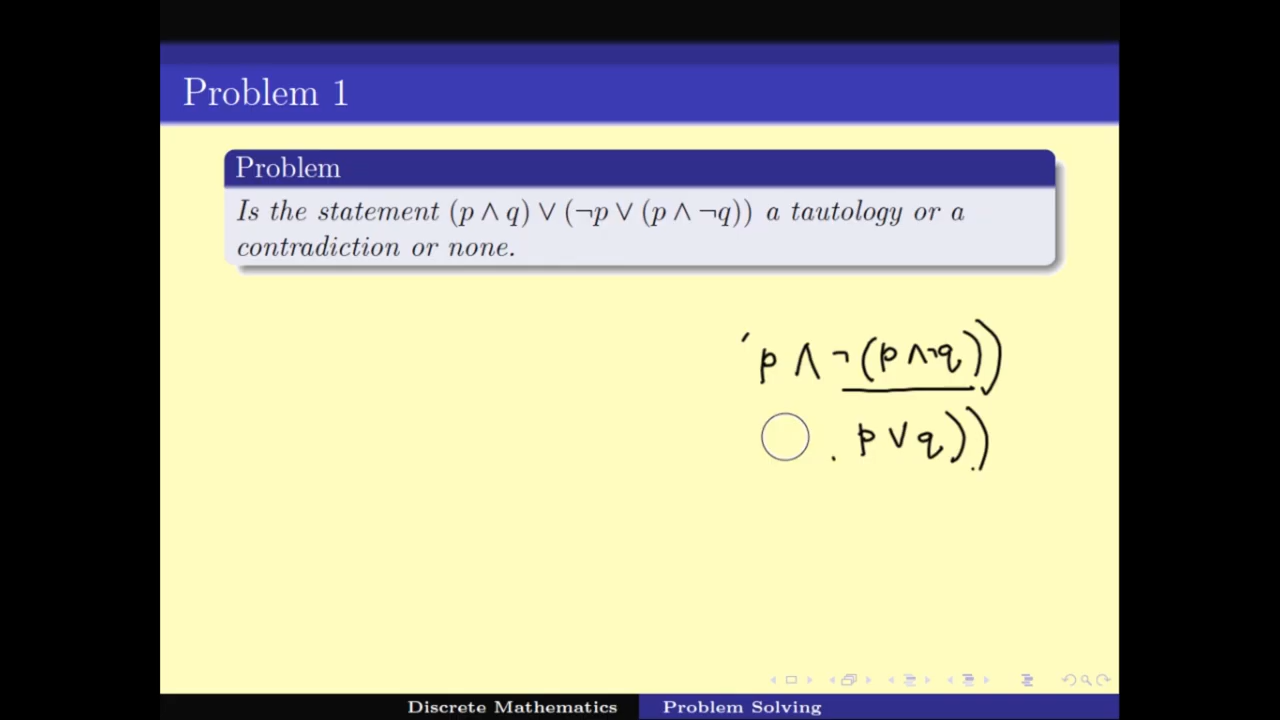 Problem 1
Problem
Is the statement (p ∧ q) ∨ (¬p ∨ (p ∧ ¬q)) a tautology or a
contradiction or none.
p ∧ ¬(p ∧ ¬q))
p ∨ q))
Discrete Mathematics
Problem Solving